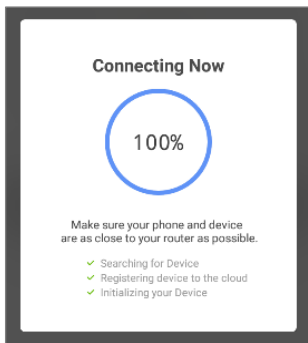 Connecting Now
100%
Make sure your phone and device
are as close to your router as possible.
Searching for Device
Registering device to the cloud
Initializing your Device